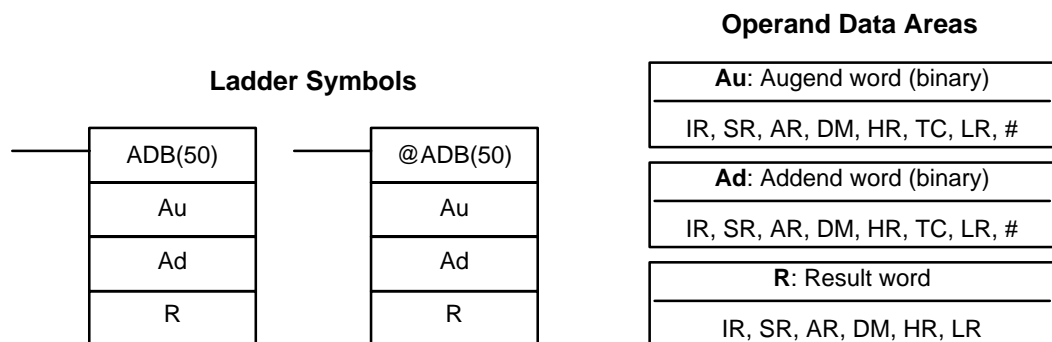 Operand Data Areas
Ladder Symbols
Au: Augend word (binary)
IR, SR, AR, DM, HR, TC, LR, #
ADB(50)
@ADB(50)
Ad: Addend word (binary)
Au
Au
IR, SR, AR, DM, HR, TC, LR, #
Ad
Ad
R: Result word
R
R
IR, SR, AR, DM, HR, LR